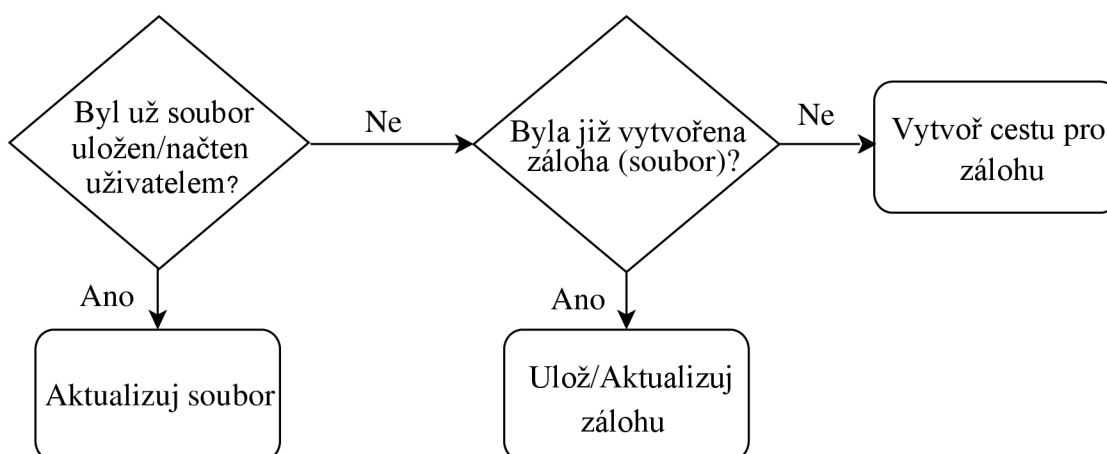 Byl už soubor
uložen/načten
uživatelem?
Ne
Byla již vytvořena
záloha (soubor)?
Ne
Vytvoř cestu pro
zálohu
Ano
Aktualizuj soubor
Ano
Ulož/Aktualizuj
zálohu